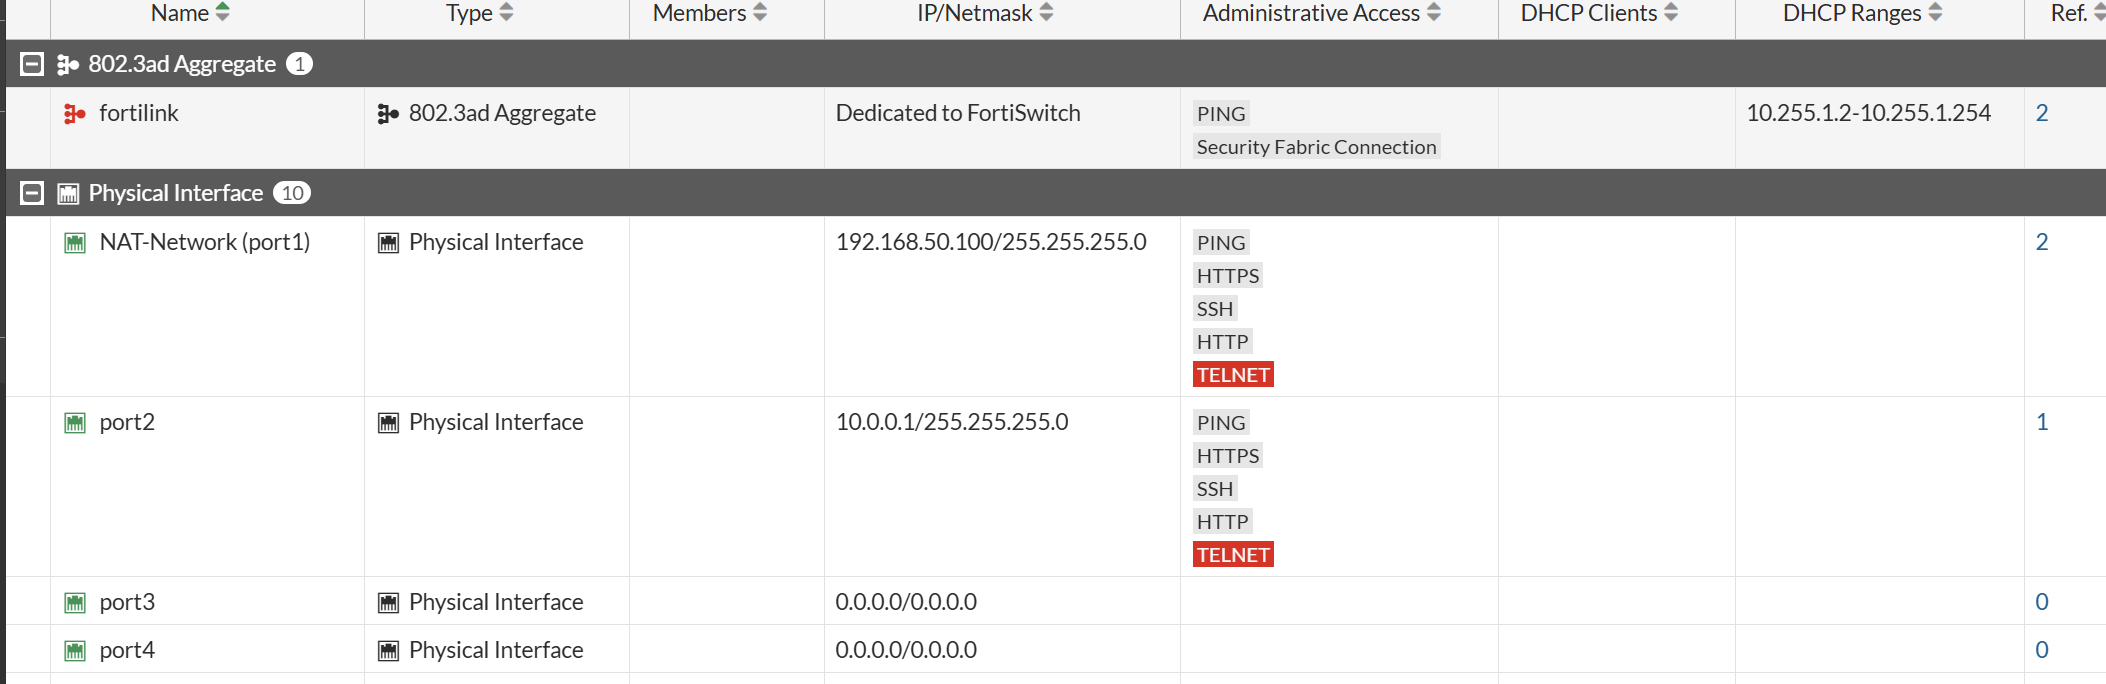 Name Type Members IP/Netmask Administrative Access DHCP Clients DHCP Ranges Ref.
802.3ad Aggregate 1
fortilink 802.3ad Aggregate Dedicated to FortiSwitch PING 10.255.1.2-10.255.1.254 2
Security Fabric Connection
Physical Interface 10
NAT-Network (port1) Physical Interface 192.168.50.100/255.255.255.0 PING 2
HTTPS
SSH
HTTP
TELNET
port2 Physical Interface 10.0.0.1/255.255.255.0 PING 1
HTTPS
SSH
HTTP
TELNET
port3 Physical Interface 0.0.0.0/0.0.0.0 0
port4 Physical Interface 0.0.0.0/0.0.0.0 0